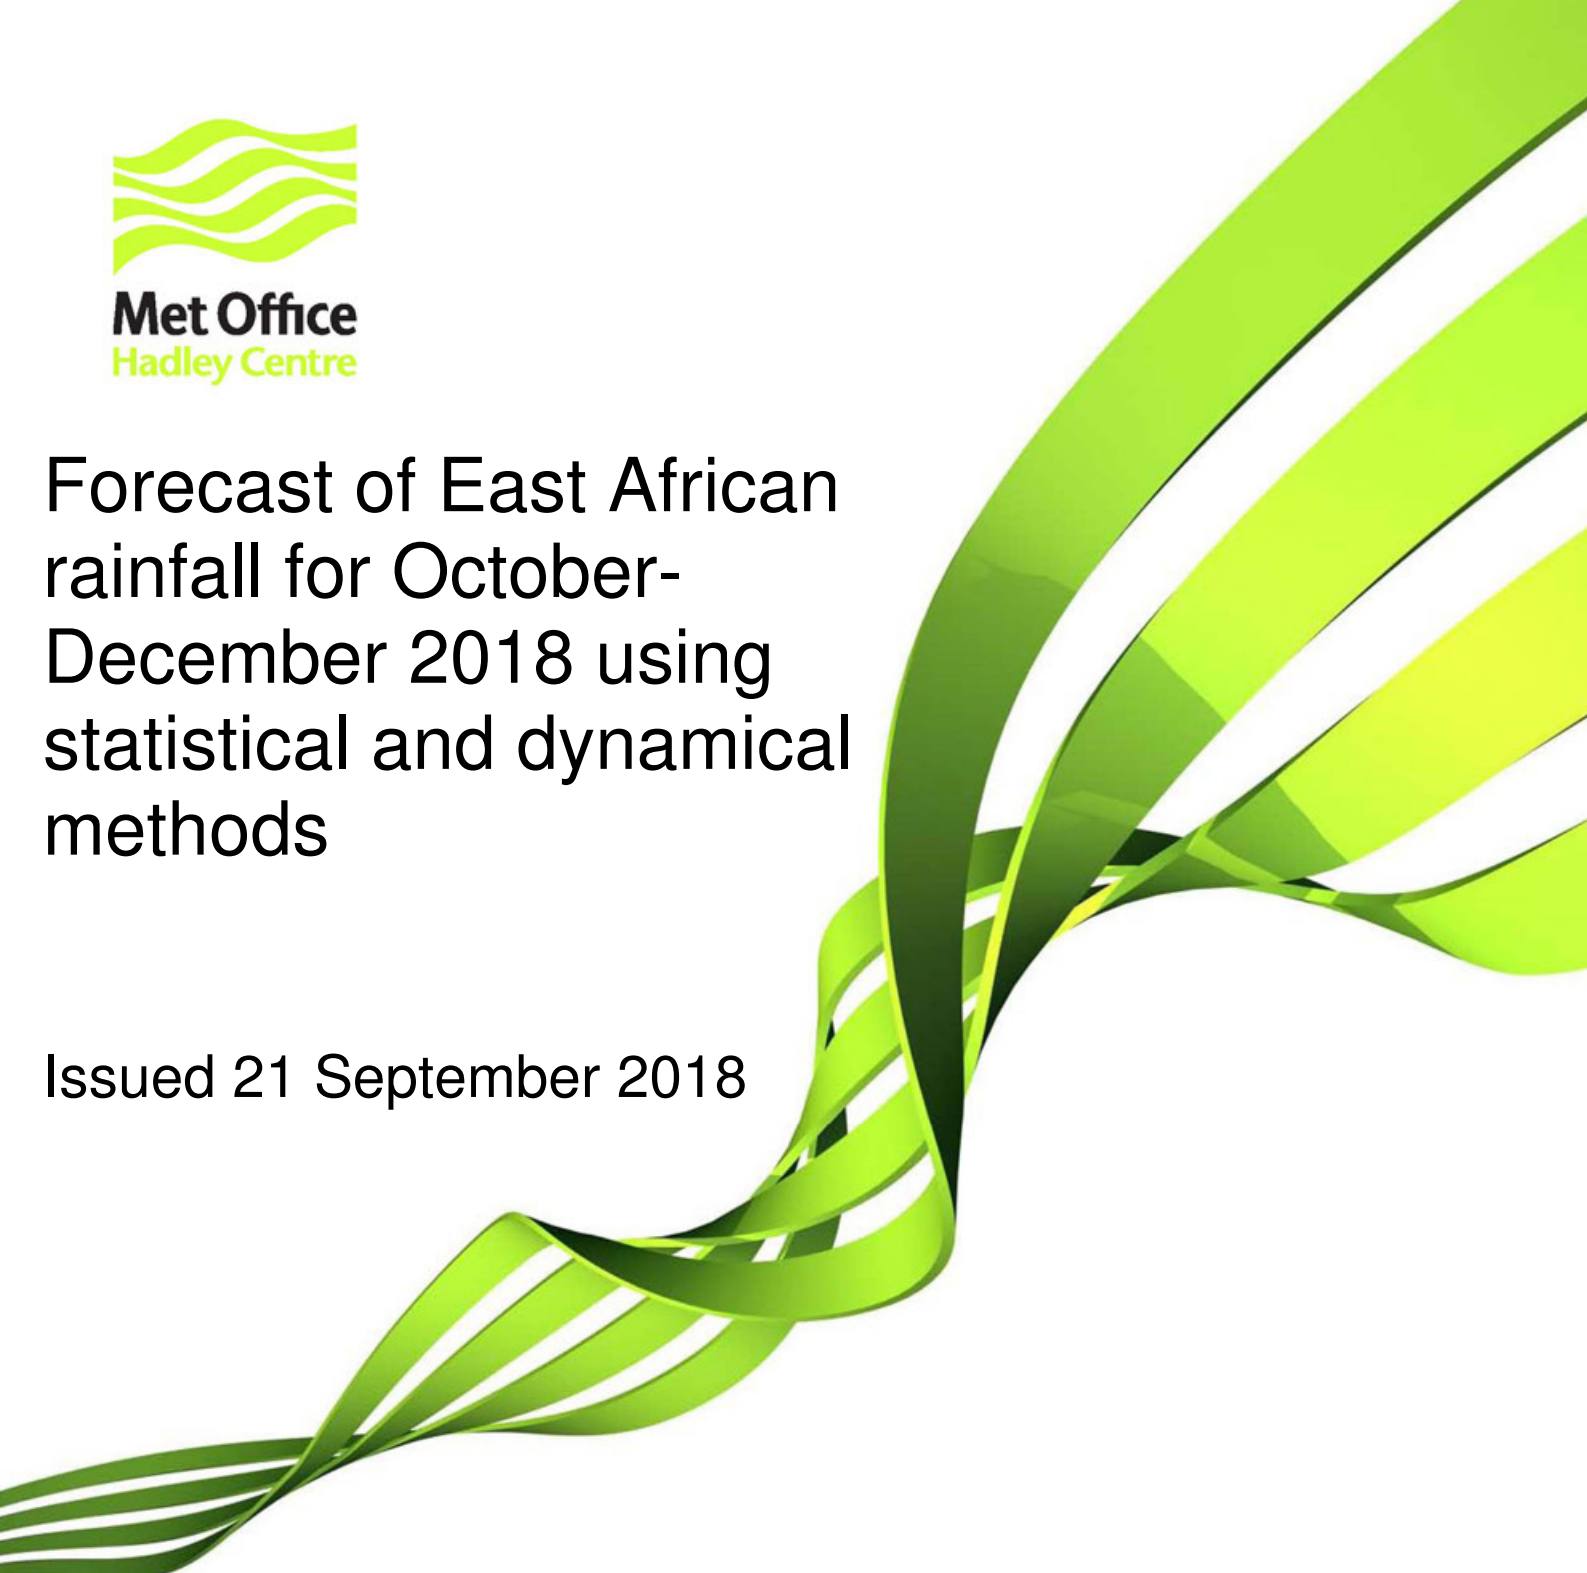 Met Office
Hadley Centre
Forecast of East African
rainfall for October-
December 2018 using
statistical and dynamical
methods
Issued 21 September 2018